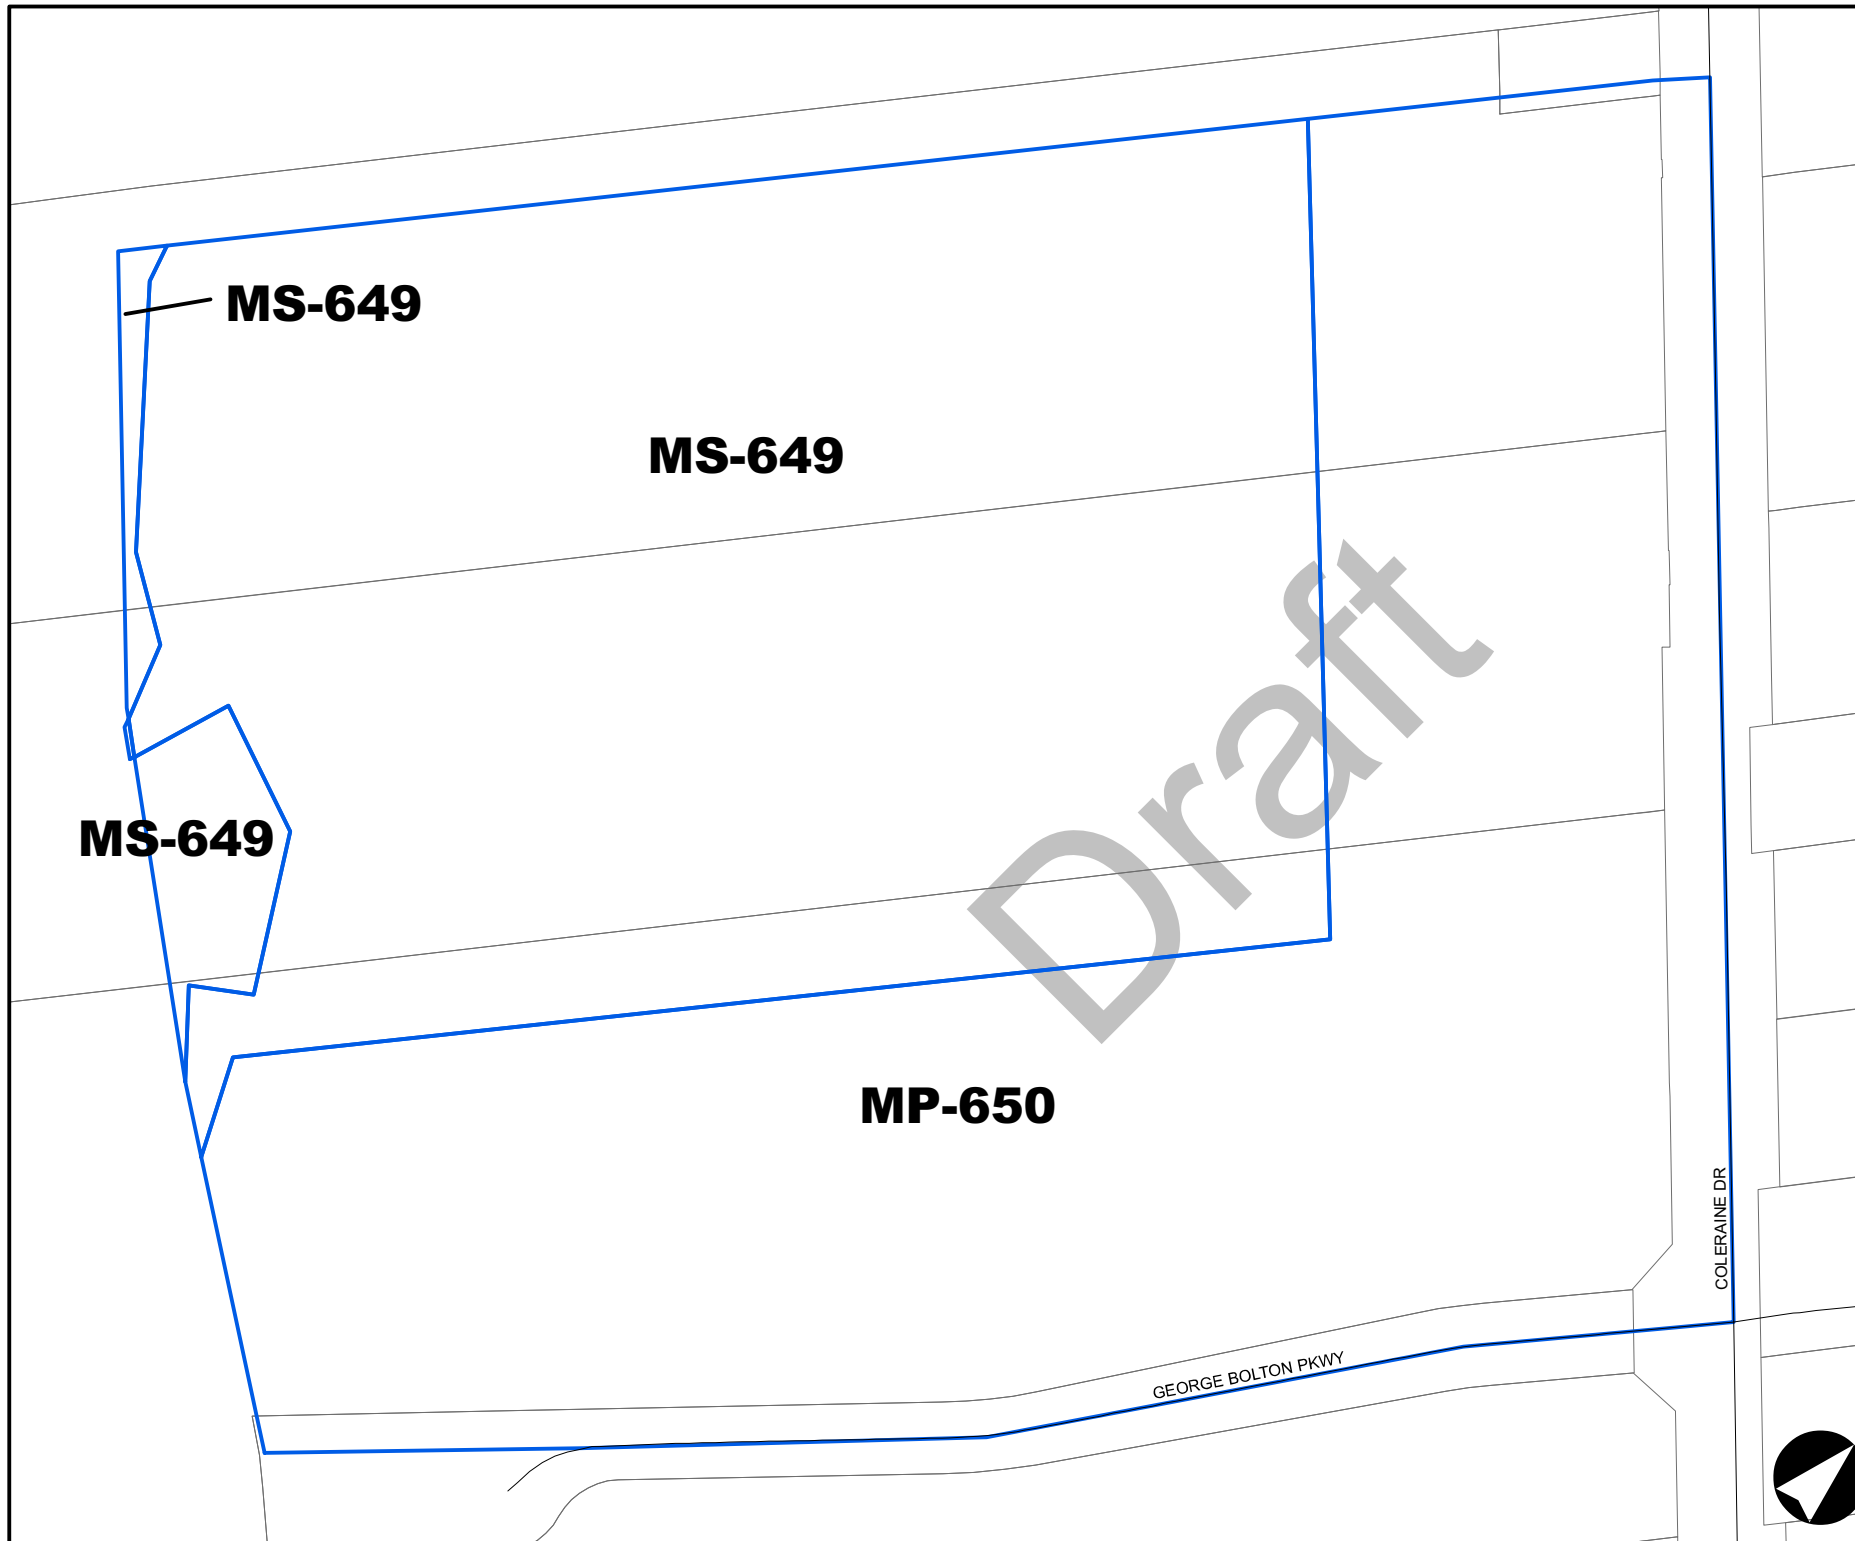 MS-649
MS-649
Draft
MS-649
MP-650
COLERAINE DR
GEORGE BOLTON PKWY